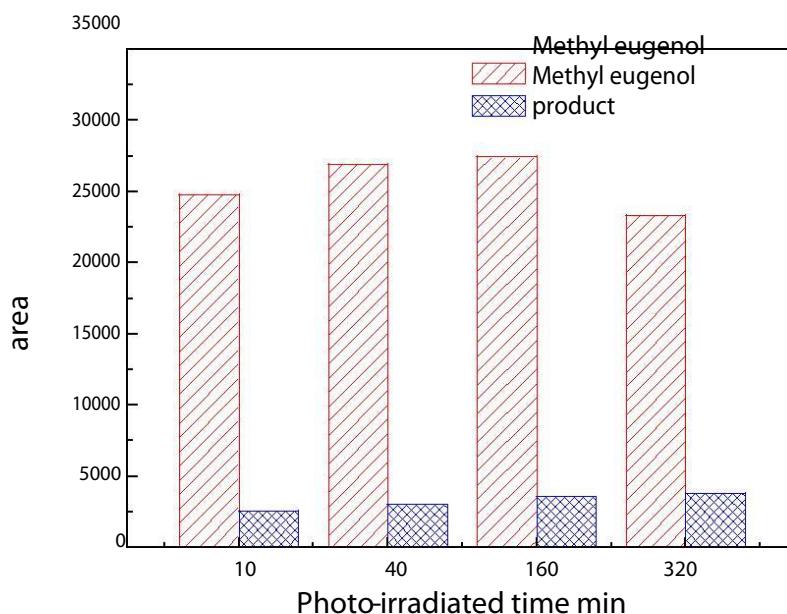 35000
30000
25000
20000
15000
10000
5000
0
area
Methyl eugenol
Methyl eugenol
product
10 40 160 320
Photo-irradiated time min